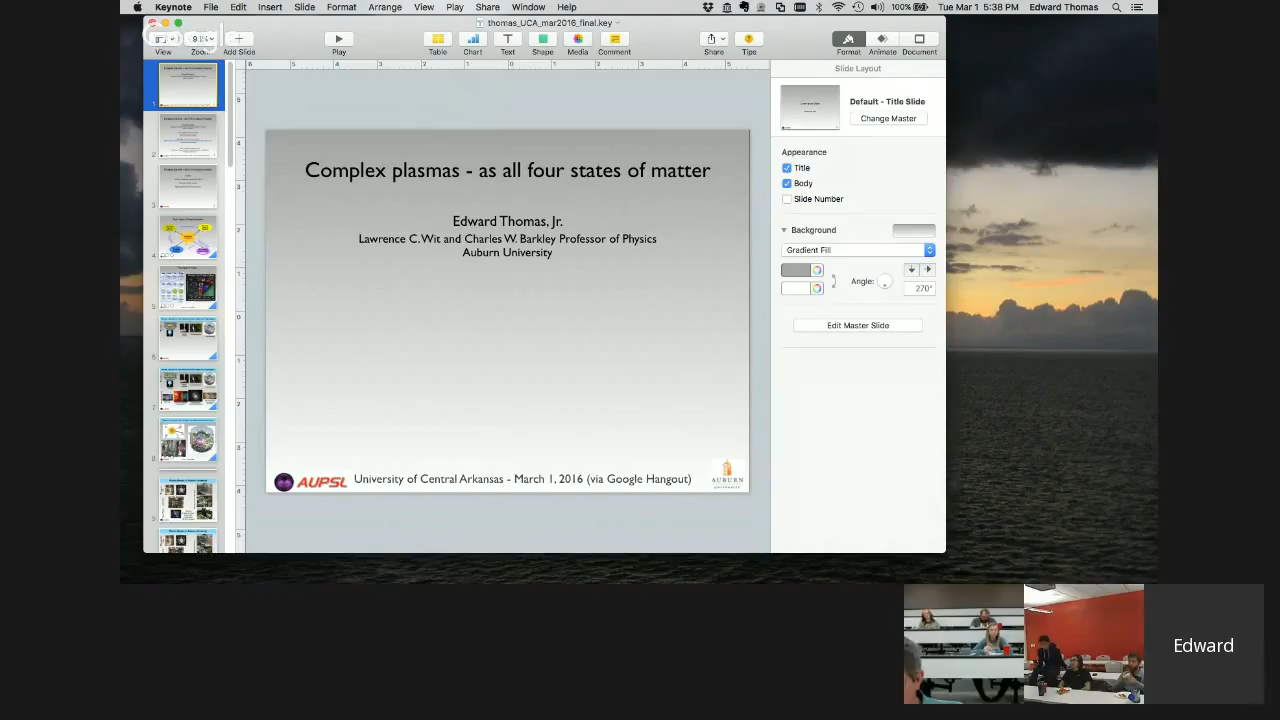 Keynote File Edit Insert Slide Format Arrange View Play Share Window Help
100% Tue Mar 1 5:38 PM Edward Thomas
thomas_UCA_mar2016_final.key
View Zoom Add Slide Play Table Chart Text Shape Media Comment Share Tips Format Animate Document
Slide Layout
Default - Title Slide
Change Master
Appearance
Title
Body
Slide Number
Background
Gradient Fill
Angle:
270°
Edit Master Slide
Complex plasmas - as all four states of matter
Edward Thomas, Jr.
Lawrence C. Wit and Charles W. Barkley Professor of Physics
Auburn University
AUPSL University of Central Arkansas - March 1, 2016 (via Google Hangout)
AUBURN
Edward